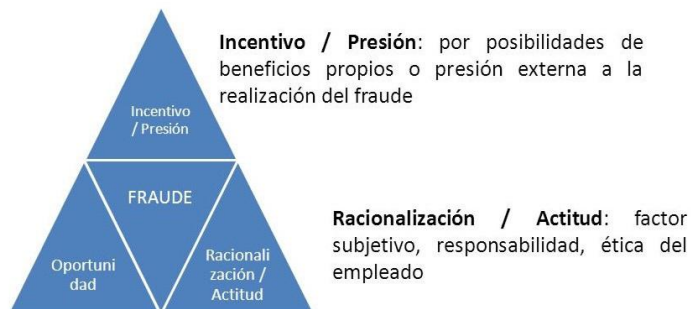 Incentivo / Presión: por posibilidades de
beneficios propios o presión externa a la
realización del fraude
Incentivo
/ Presión
FRAUDE
Oportuni
dad
Racionali
zación /
Actitud
Racionalización / Actitud: factor
subjetivo, responsabilidad, ética del
empleado